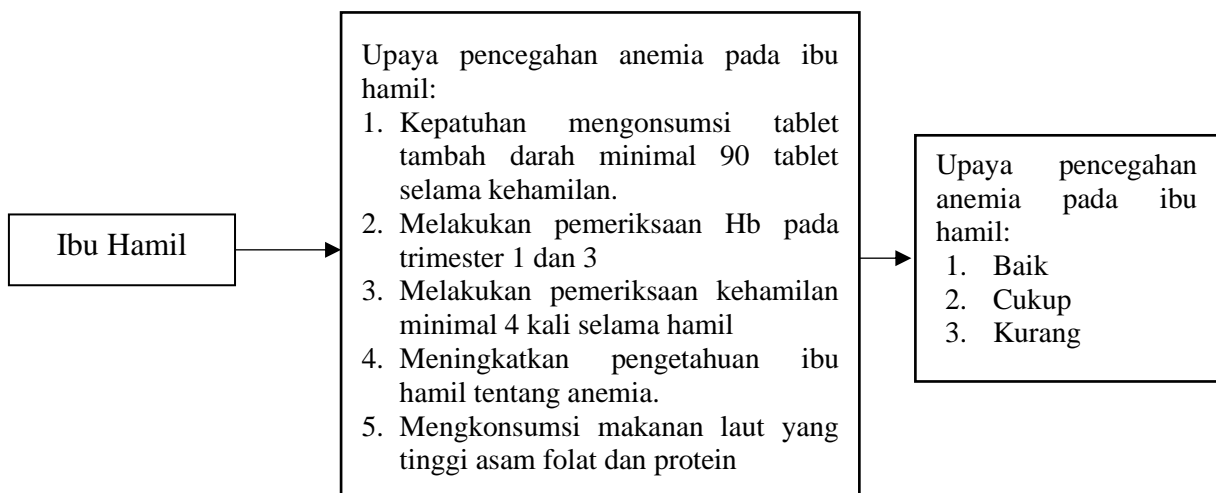 Ibu Hamil
Upaya pencegahan anemia pada ibu
hamil:
1. Kepatuhan mengonsumsi tablet
tambah darah minimal 90 tablet
selama kehamilan.
2. Melakukan pemeriksaan Hb pada
trimester 1 dan 3
3. Melakukan pemeriksaan kehamilan
minimal 4 kali selama hamil
4. Meningkatkan pengetahuan ibu
hamil tentang anemia.
5. Mengkonsumsi makanan laut yang
tinggi asam folat dan protein
Upaya pencegahan
anemia pada ibu
hamil:
1. Baik
2. Cukup
3. Kurang